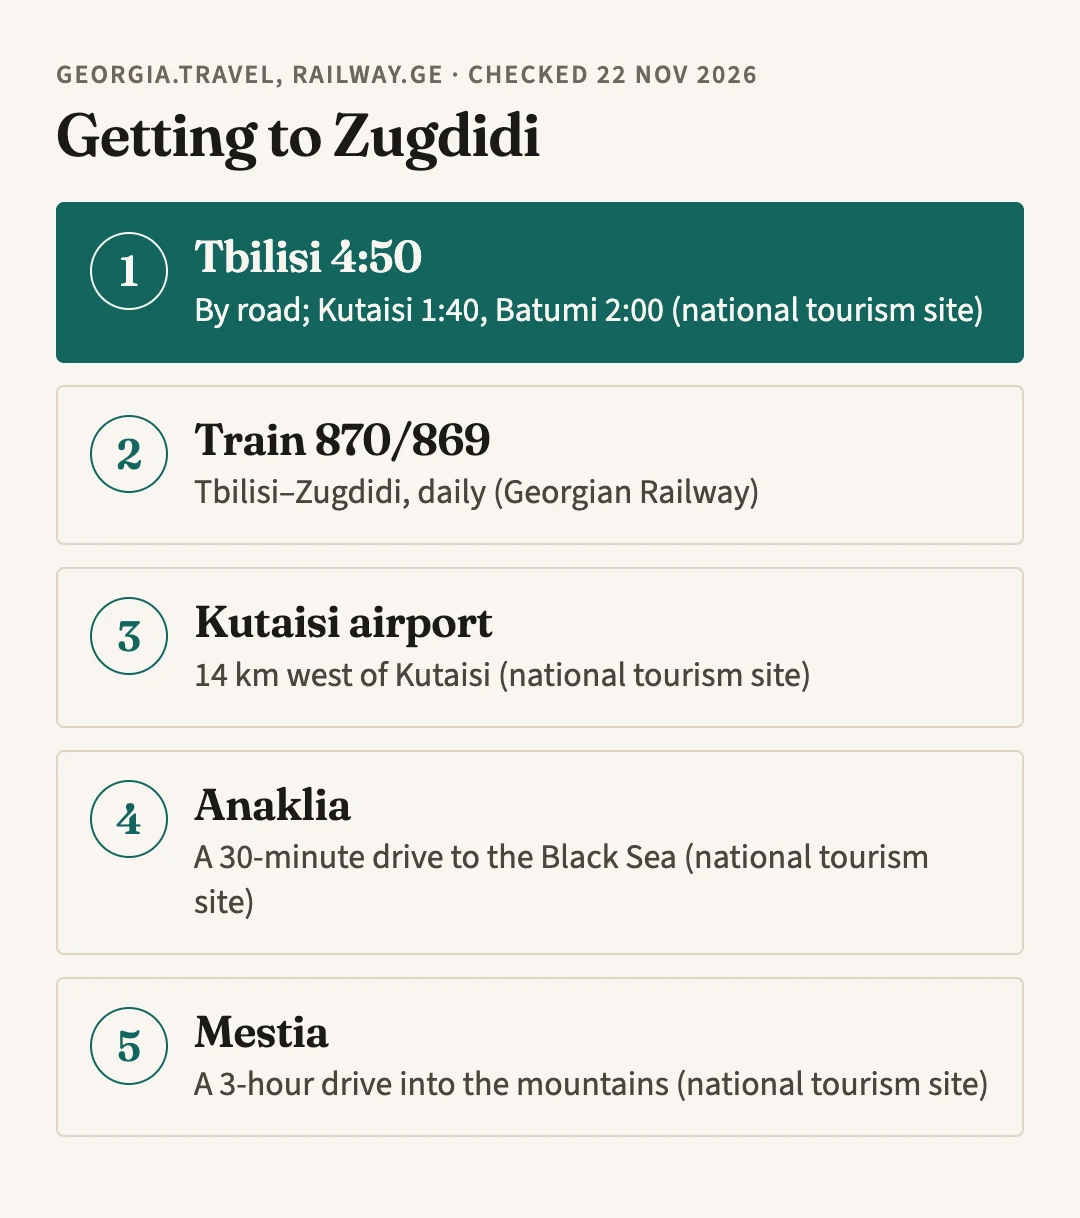 GEORGIA.TRAVEL, RAILWAY.GE · CHECKED 22 NOV 2026
Getting to Zugdidi
1
Tbilisi 4:50
By road; Kutaisi 1:40, Batumi 2:00 (national tourism site)
2
Train 870/869
Tbilisi–Zugdidi, daily (Georgian Railway)
3
Kutaisi airport
14 km west of Kutaisi (national tourism site)
4
Anaklia
A 30-minute drive to the Black Sea (national tourism
site)
5
Mestia
A 3-hour drive into the mountains (national tourism site)